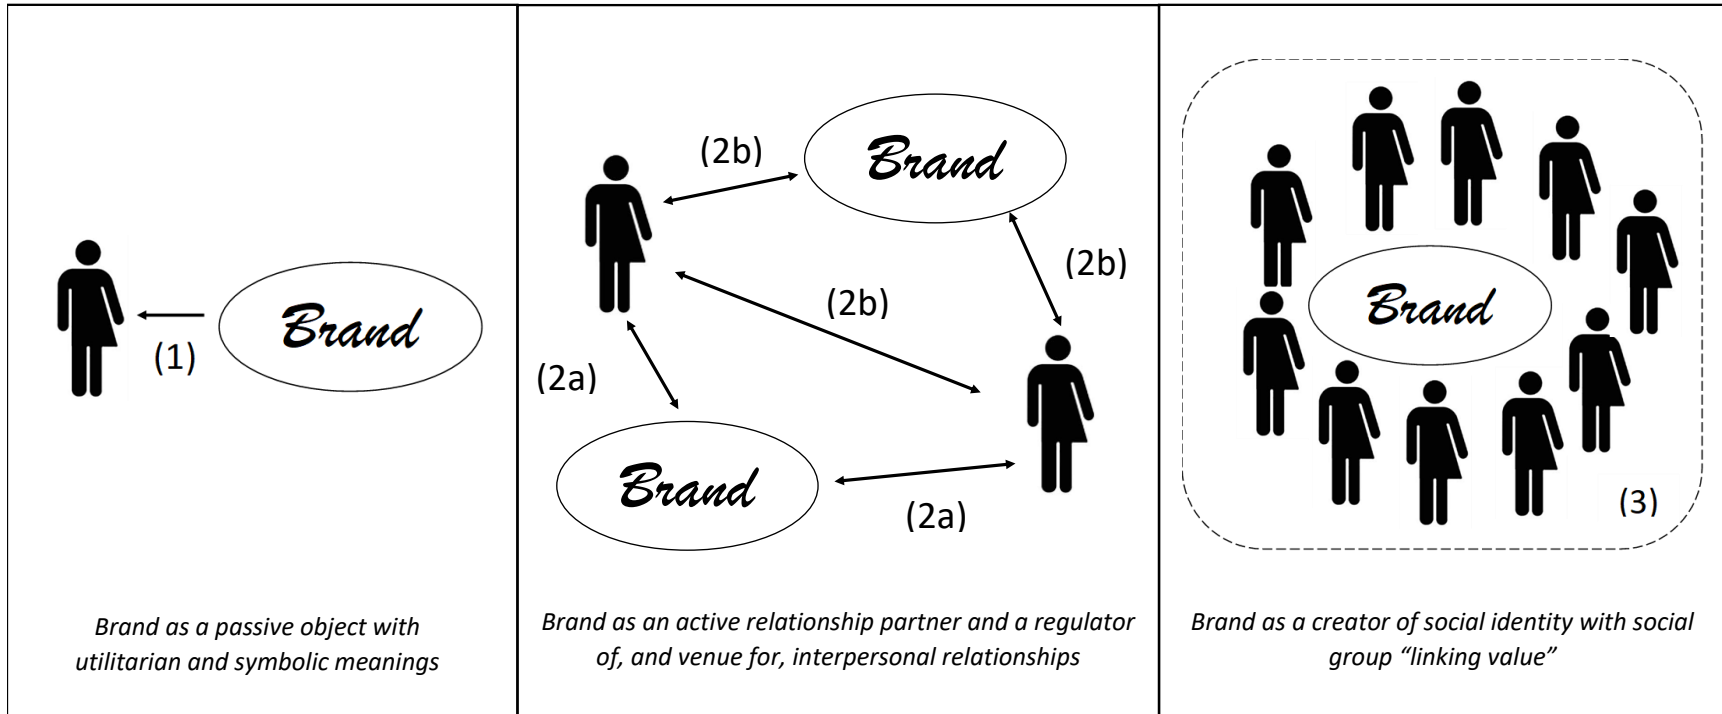 Brand
(1)
Brand as a passive object with
utilitarian and symbolic meanings
(2b)
Brand
(2b)
(2b)
(2a)
Brand
(2a)
Brand as an active relationship partner and a regulator
of, and venue for, interpersonal relationships
Brand
(3)
Brand as a creator of social identity with social
group “linking value”